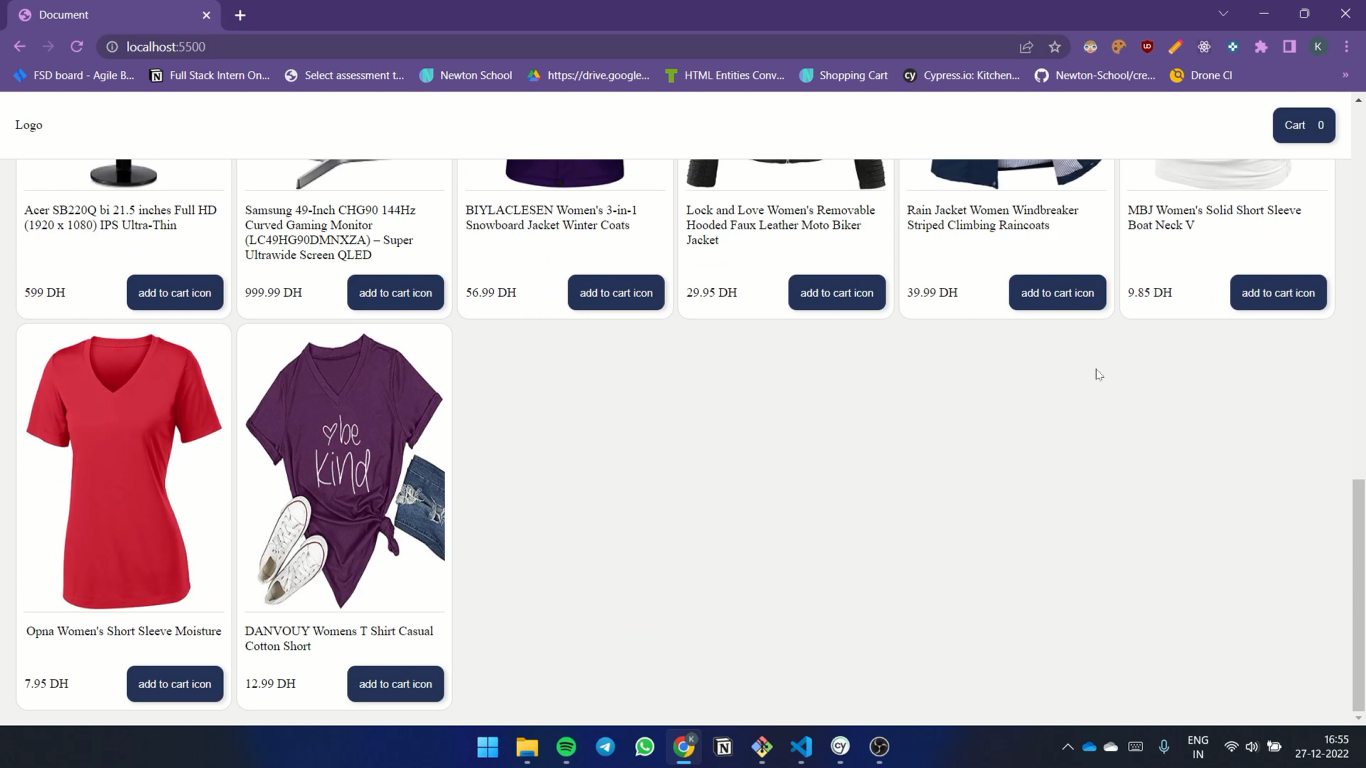 Document
localhost:5500
K
FSD board - Agile B...
Full Stack Intern On...
Select assessment t...
Newton School
https://drive.google...
HTML Entities Conv...
Shopping Cart
cy Cypress.io: Kitchen...
Newton-School/cre...
Drone CI
»
Logo
Cart 0
Acer SB220Q bi 21.5 inches Full HD
(1920 x 1080) IPS Ultra-Thin
599 DH
add to cart icon
Samsung 49-Inch CHG90 144Hz
Curved Gaming Monitor
(LC49HG90DMNXZA) – Super
Ultrawide Screen QLED
999.99 DH
add to cart icon
BIYLACLESEN Women's 3-in-1
Snowboard Jacket Winter Coats
56.99 DH
add to cart icon
Lock and Love Women's Removable
Hooded Faux Leather Moto Biker
Jacket
29.95 DH
add to cart icon
Rain Jacket Women Windbreaker
Striped Climbing Raincoats
39.99 DH
add to cart icon
MBJ Women's Solid Short Sleeve
Boat Neck V
9.85 DH
add to cart icon
Opna Women's Short Sleeve Moisture
7.95 DH
add to cart icon
be
kind
DANVOUY Womens T Shirt Casual
Cotton Short
12.99 DH
add to cart icon
K
cy
ENG
IN
16:55
27-12-2022